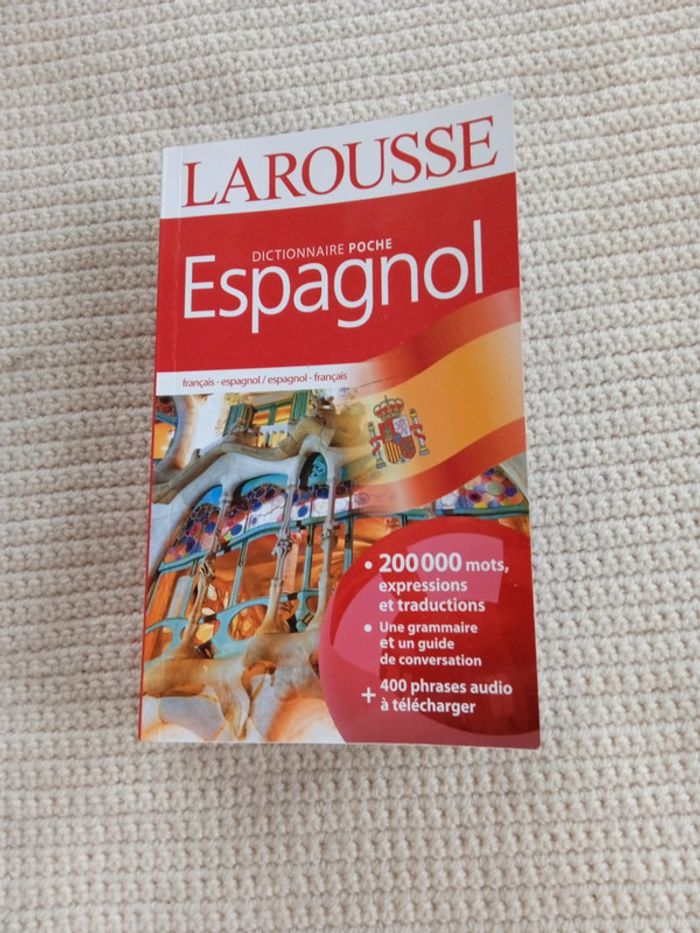 LAROUSSE
DICTIONNAIRE POCHE
Espagnol
français - espagnol / espagnol - français
• 200 000 mots,
expressions
et traductions
• Une grammaire
et un guide
de conversation
+ 400 phrases audio
à télécharger